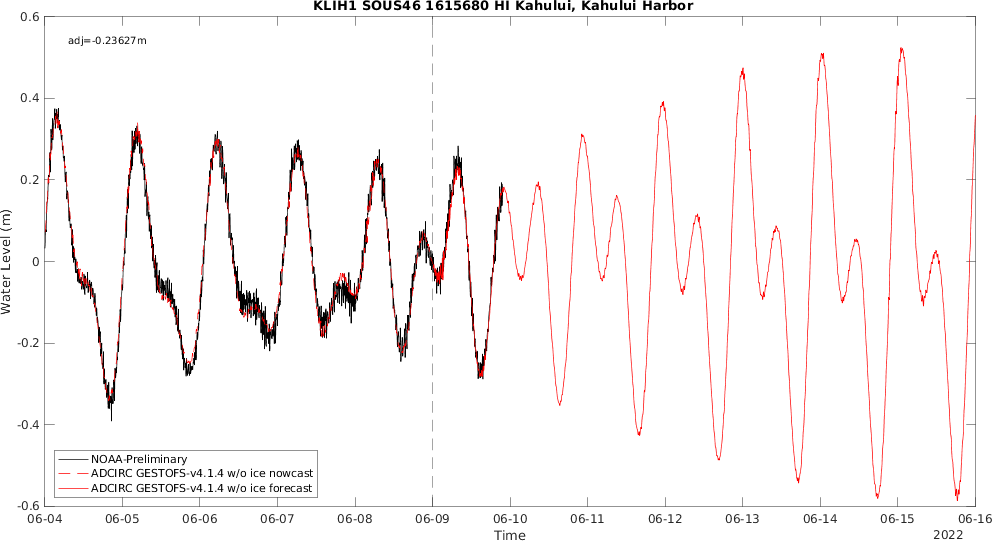 KLIH1 SOUS46 1615680 HI Kahului, Kahului Harbor
adj=-0.23627m
0.6
0.4
0.2
0
-0.2
-0.4
-0.6
Water Level (m)
NOAA-Preliminary
ADCIRC GESTOFS-v4.1.4 w/o ice nowcast
ADCIRC GESTOFS-v4.1.4 w/o ice forecast
06-04 06-05 06-06 06-07 06-08 06-09 06-10 06-11 06-12 06-13 06-14 06-15 06-16
Time
2022